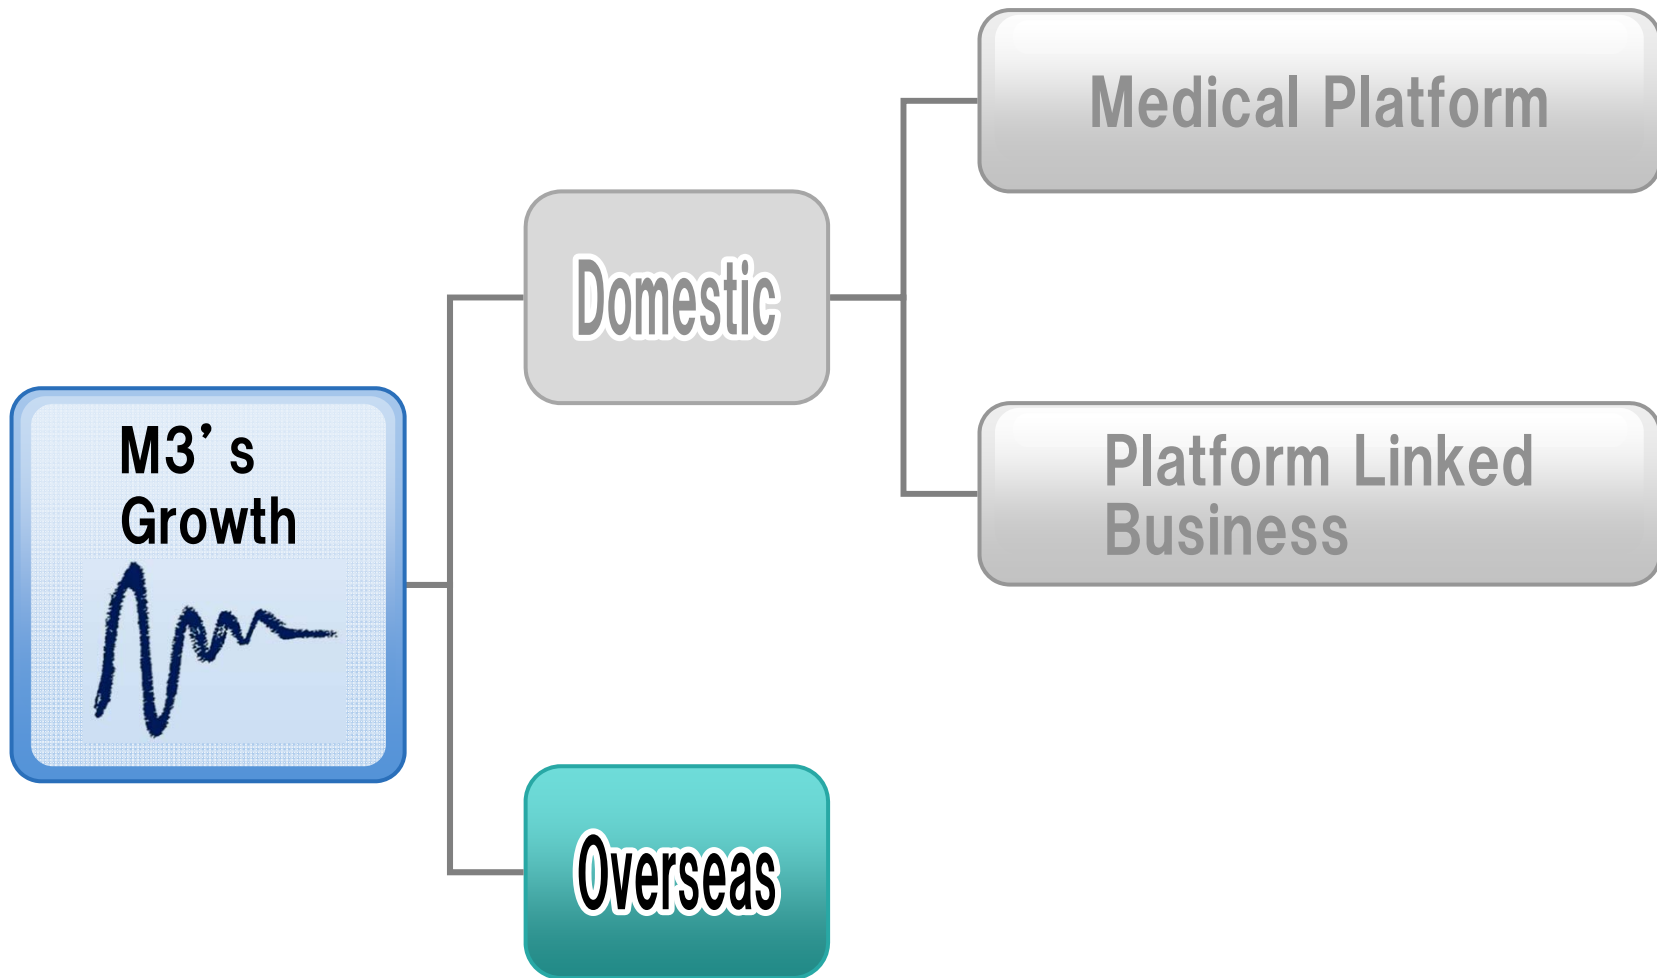 M3’s
Growth
Domestic
Overseas
Medical Platform
Platform Linked
Business